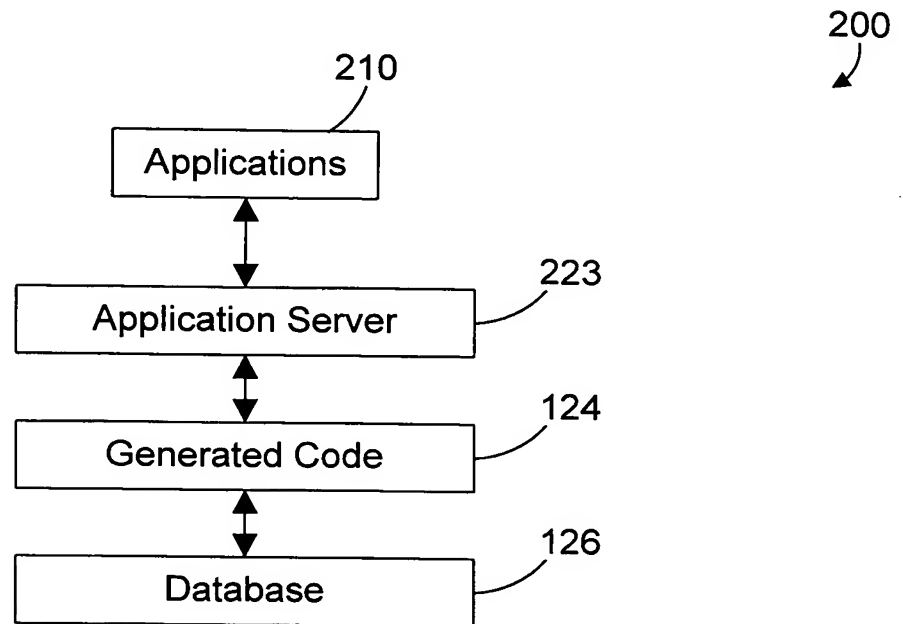 200
210
Applications
223
Application Server
124
Generated Code
126
Database